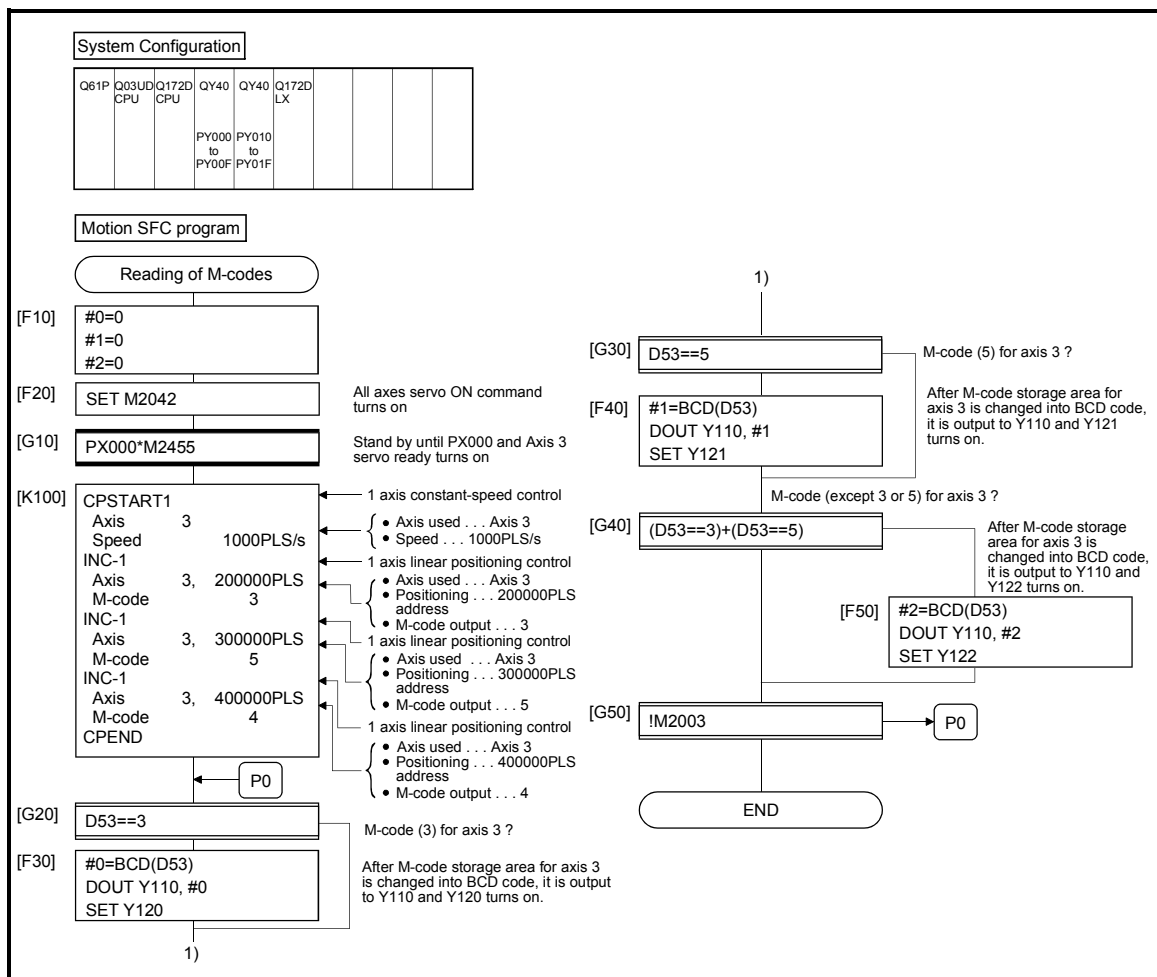 System Configuration
Q61P Q03UD Q172D QY40 QY40 Q172D
CPU CPU LX
PY000 PY010
to to
PY00F PY01F
Motion SFC program
Reading of M-codes
[F10] #0=0
#1=0
#2=0
[F20] SET M2042
All axes servo ON command
turns on
[G10] PX000*M2455
Stand by until PX000 and Axis 3
servo ready turns on
[K100] CPSTART1
Axis 3
Speed 1000PLS/s
INC-1
Axis 3, 200000PLS
M-code 3
INC-1
Axis 3, 300000PLS
M-code 5
INC-1
Axis 3, 400000PLS
M-code 4
CPEND
1 axis constant-speed control
• Axis used . . . Axis 3
• Speed . . . 1000PLS/s
1 axis linear positioning control
• Axis used . . . Axis 3
• Positioning . . . 200000PLS
address
• M-code output . . . 3
1 axis linear positioning control
• Axis used . . . Axis 3
• Positioning . . . 300000PLS
address
• M-code output . . . 5
1 axis linear positioning control
• Axis used . . . Axis 3
• Positioning . . . 400000PLS
address
• M-code output . . . 4
P0
[G20] D53==3
M-code (3) for axis 3 ?
[F30] #0=BCD(D53)
DOUT Y110, #0
SET Y120
After M-code storage area for axis 3
is changed into BCD code, it is output
to Y110 and Y120 turns on.
1)
1)
[G30] D53==5
M-code (5) for axis 3 ?
[F40] #1=BCD(D53)
DOUT Y110, #1
SET Y121
After M-code storage area for
axis 3 is changed into BCD code,
it is output to Y110 and Y121
turns on.
M-code (except 3 or 5) for axis 3 ?
[G40] (D53==3)+(D53==5)
After M-code storage
area for axis 3 is
changed into BCD code,
it is output to Y110 and
Y122 turns on.
[F50] #2=BCD(D53)
DOUT Y110, #2
SET Y122
[G50] !M2003
P0
END